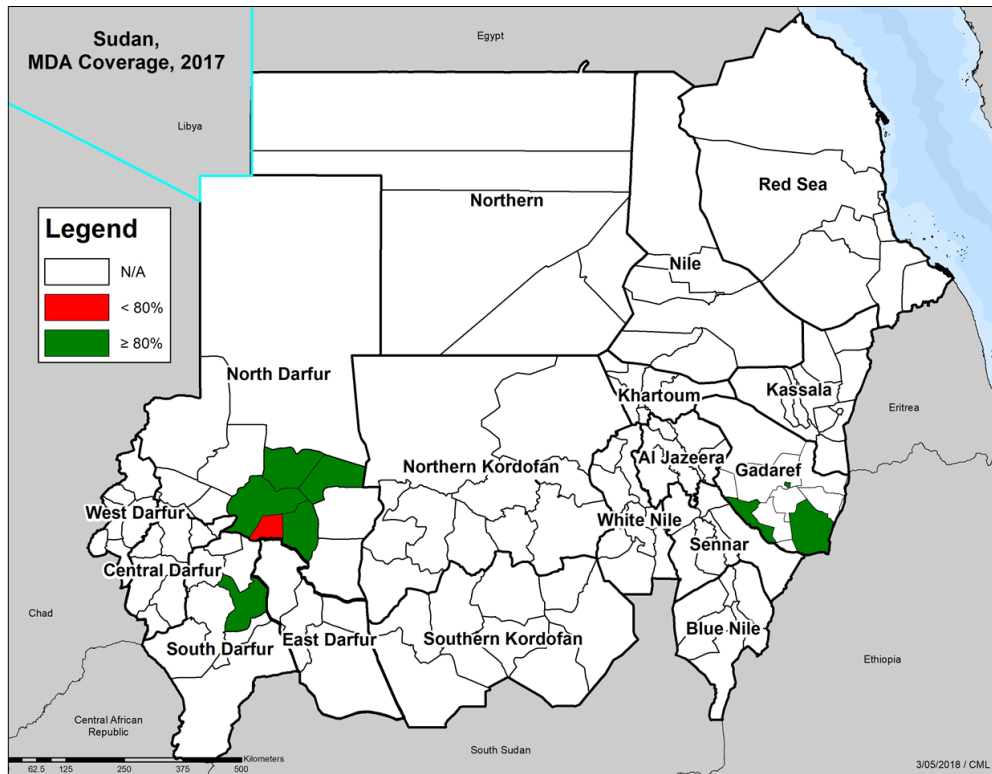 Sudan,
MDA Coverage, 2017
Egypt
Libya
Red Sea
Northern
Legend
N/A
< 80%
≥ 80%
Nile
North Darfur
Khartoum
Kassala
Eritrea
Northern Kordofan
Al Jazeera
Gadaref
West Darfur
White Nile
Sennar
Central Darfur
Chad
South Darfur
East Darfur
Southern Kordofan
Blue Nile
Ethiopia
Central African
Republic
South Sudan
Kilometers
62.5 125 250 375 500
3/05/2018 / CML